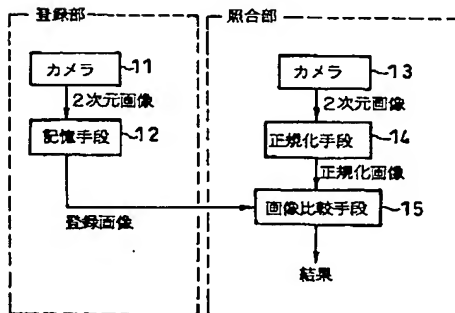 登録部
カメラ 11
2次元画像
記憶手段 12
登録画像
照合部
カメラ 13
2次元画像
正規化手段 14
正規化画像
画像比較手段 15
結果